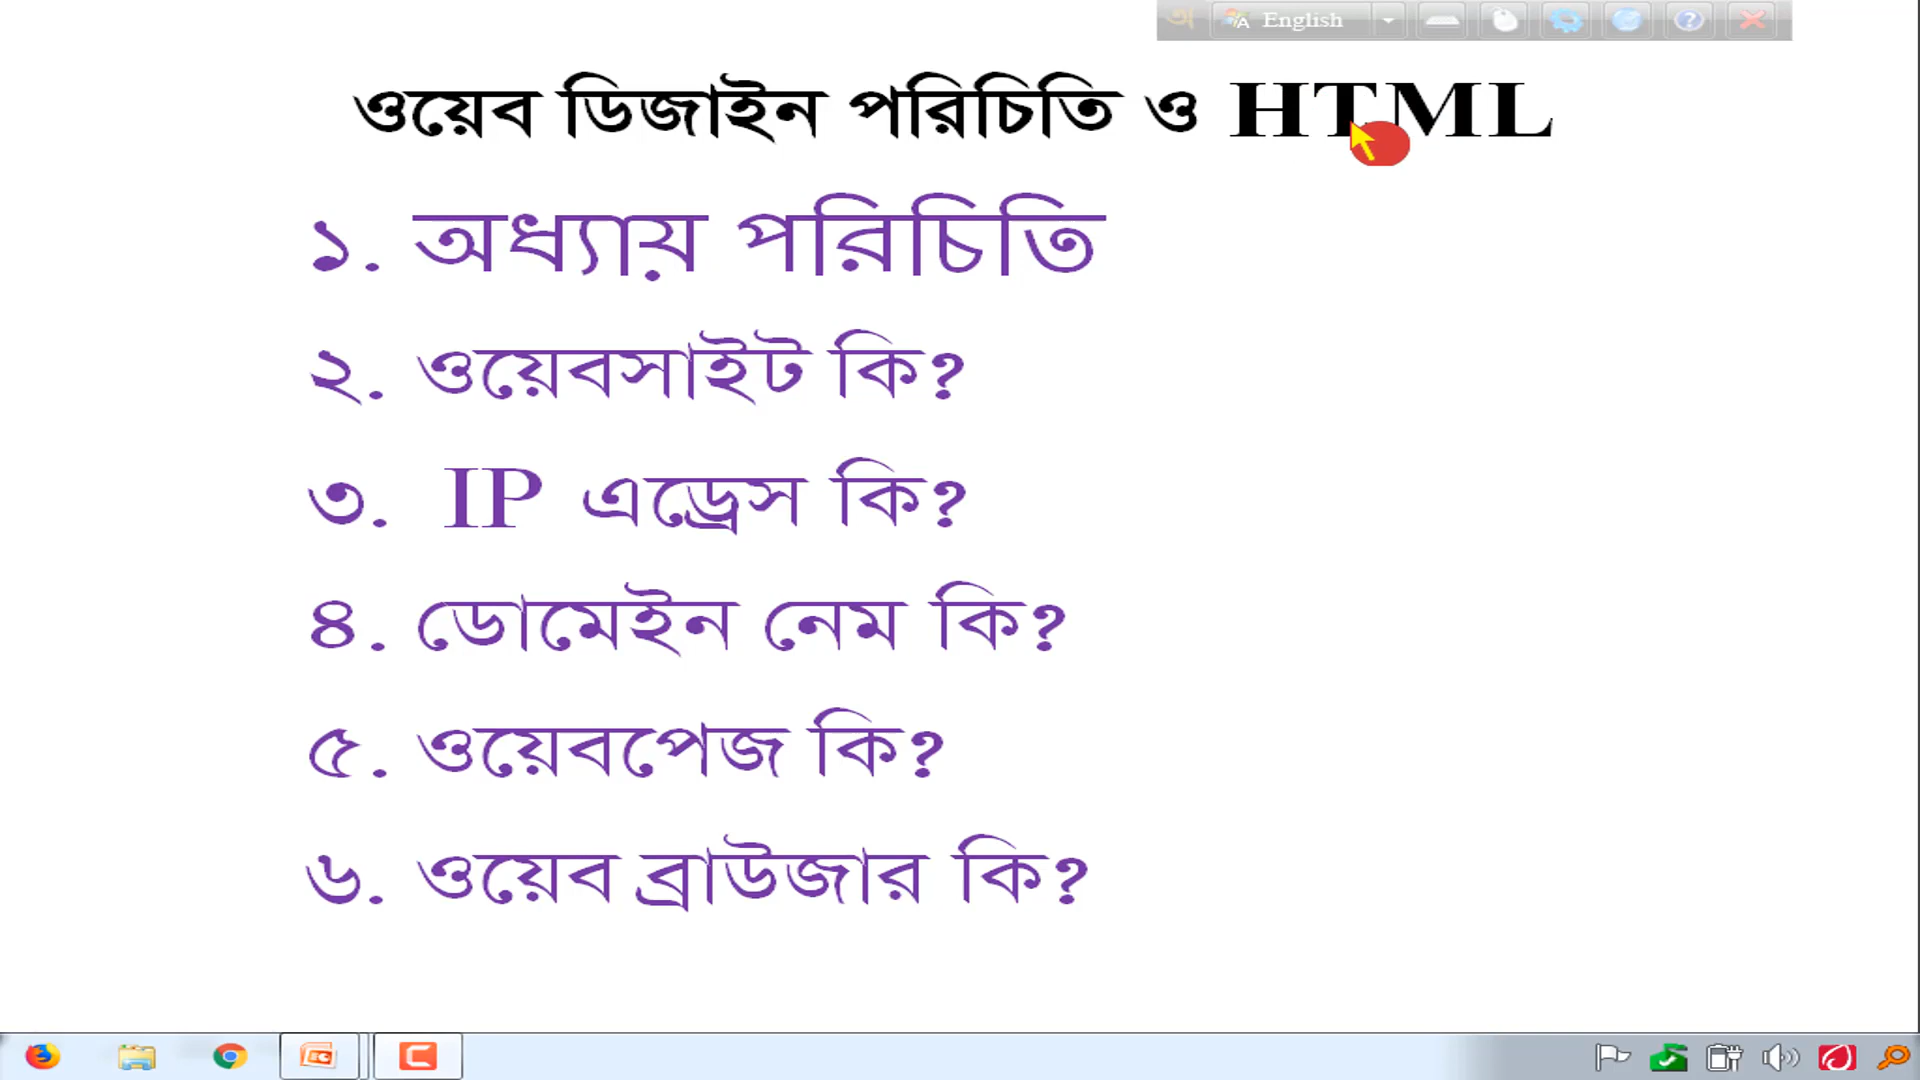 English
ওয়েব ডিজাইন পরিচিতি ও HTML
১. অধ্যায় পরিচিতি
২. ওয়েবসাইট কি?
৩. IP এড্রেস কি?
৪. ডোমেইন নেম কি?
৫. ওয়েবপেজ কি?
৬. ওয়েব ব্রাউজার কি?